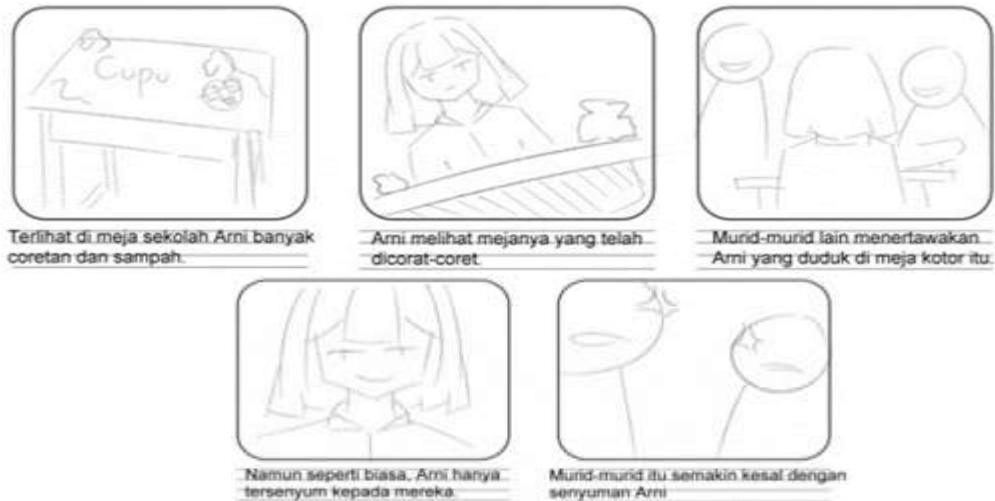 Cupu
Terlihat di meja sekolah Arni banyak
coretan dan sampah.
Arni melihat mejanya yang telah
dicorat-coret.
Murid-murid lain menertawakan
Arni yang duduk di meja kotor itu.
Namun seperti biasa, Arni hanya
tersenyum kepada mereka.
Murid-murid itu semakin kesal dengan
senyuman Arni